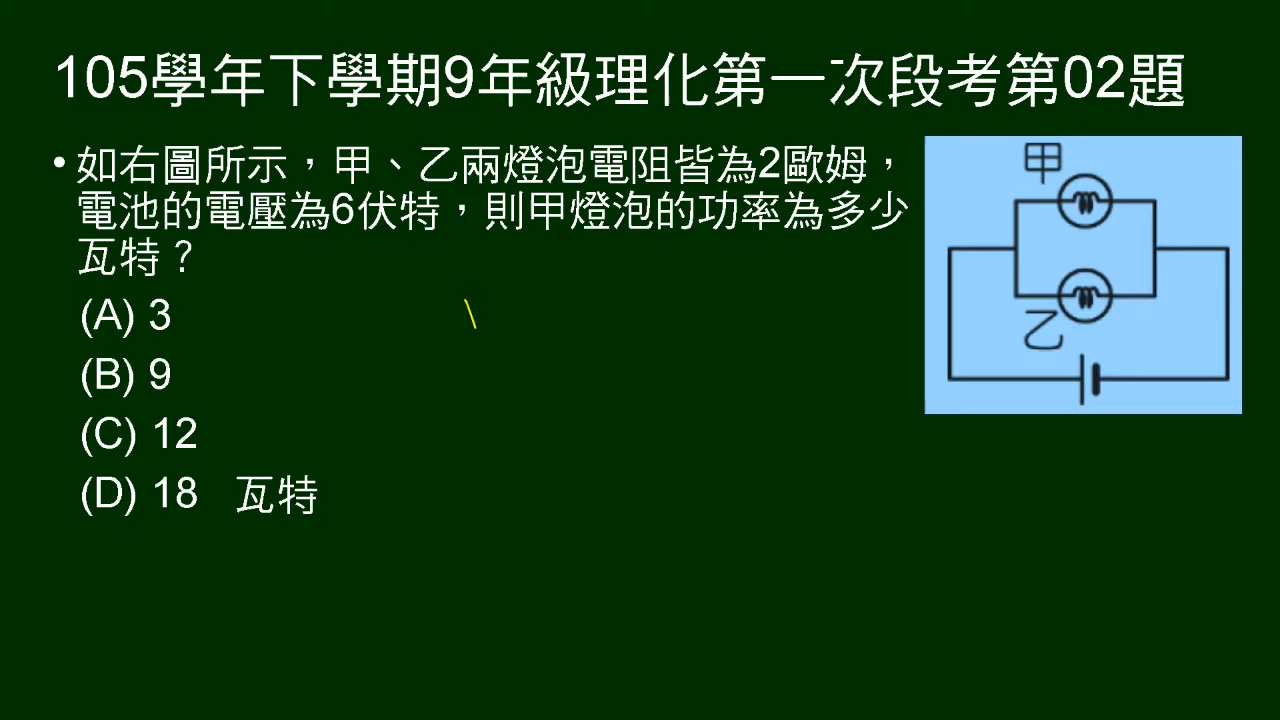 105學年下學期9年級理化第一次段考第02題
• 如右圖所示，甲、乙兩燈泡電阻皆為2歐姆，
電池的電壓為6伏特，則甲燈泡的功率為多少
瓦特？
(A) 3
(B) 9
(C) 12
(D) 18 瓦特
甲
乙